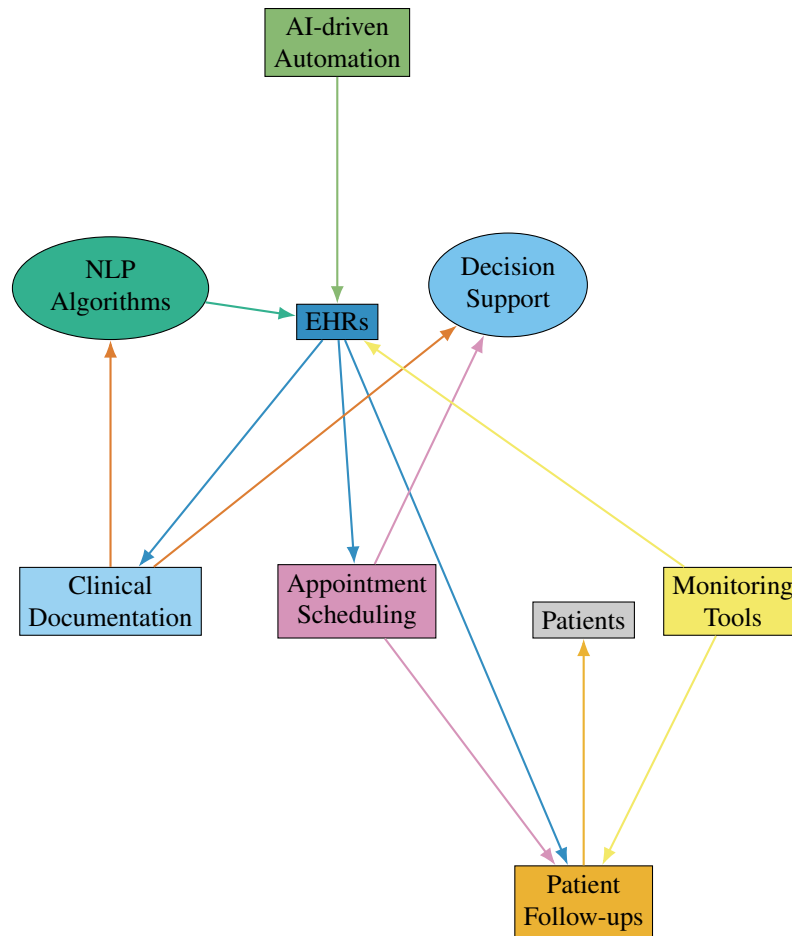 AI-driven
Automation
NLP
Algorithms
Decision
Support
EHRs
Clinical
Documentation
Appointment
Scheduling
Patients
Monitoring
Tools
Patient
Follow-ups